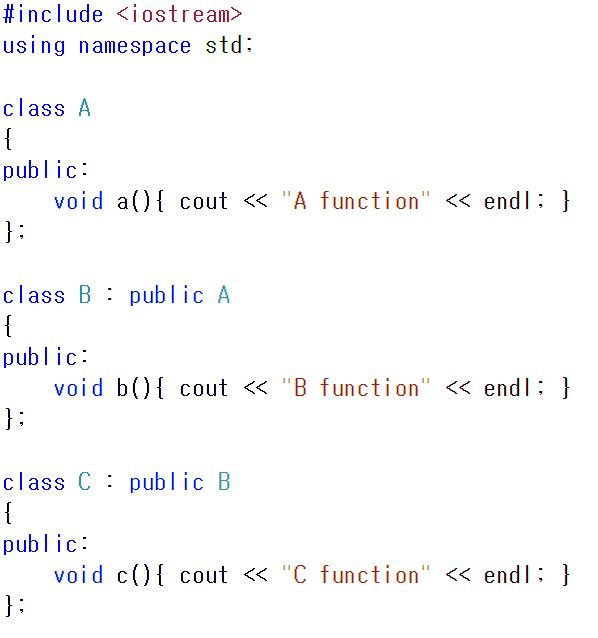 #include <iostream>
using namespace std;
class A
{
public:
void a(){ cout << "A function" << endl; }
};
class B : public A
{
public:
void b(){ cout << "B function" << endl; }
};
class C : public B
{
public:
void c(){ cout << "C function" << endl; }
};